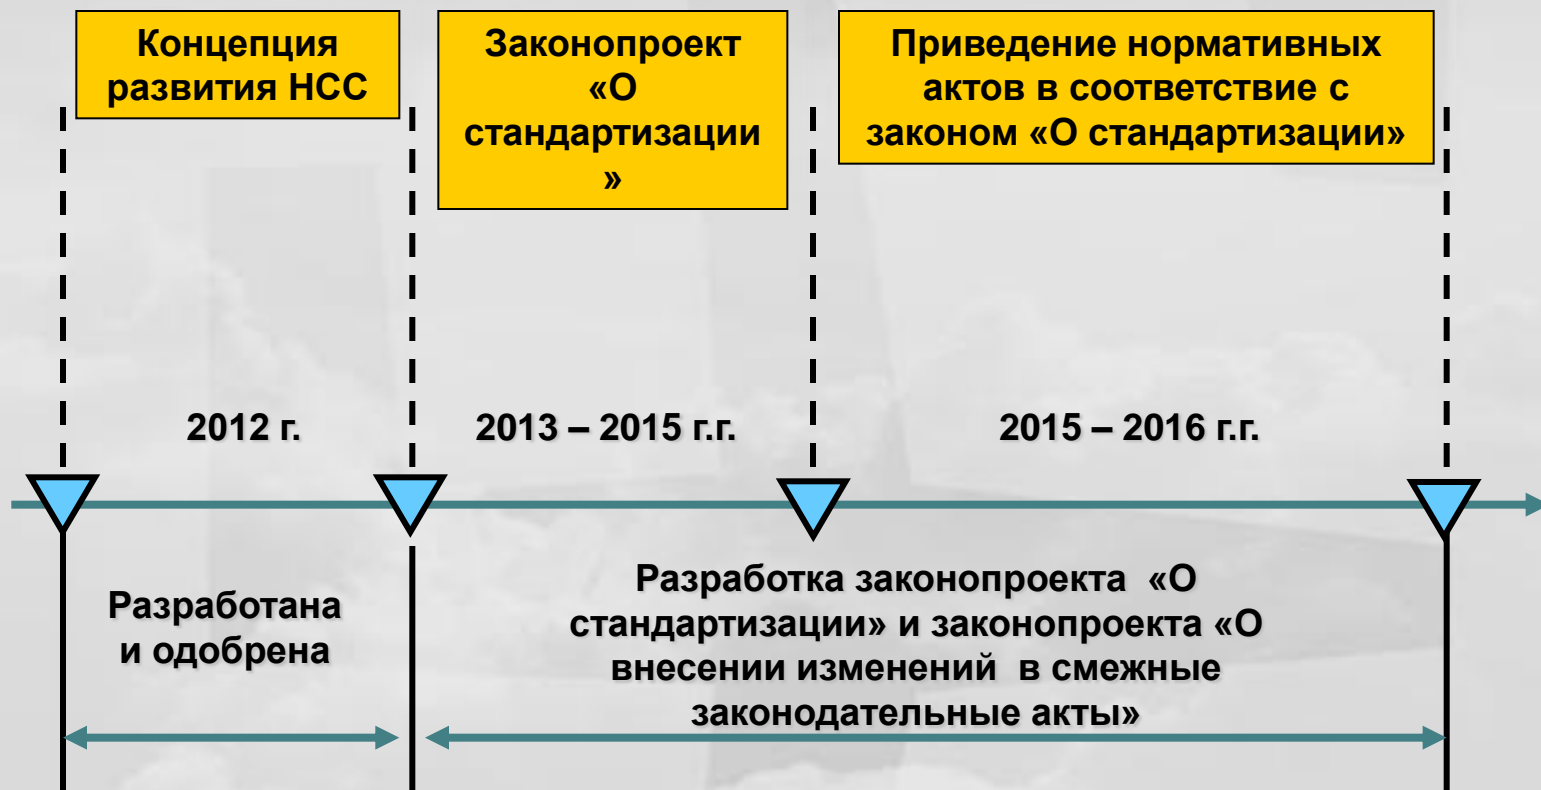 Концепция
развития НСС
Законопроект
«О
стандартизации
»
Приведение нормативных
актов в соответствие с
законом «О стандартизации»
2012 г.
2013 – 2015 г.г.
2015 – 2016 г.г.
Разработана
и одобрена
Разработка законопроекта «О
стандартизации» и законопроекта «О
внесении изменений в смежные
законодательные акты»